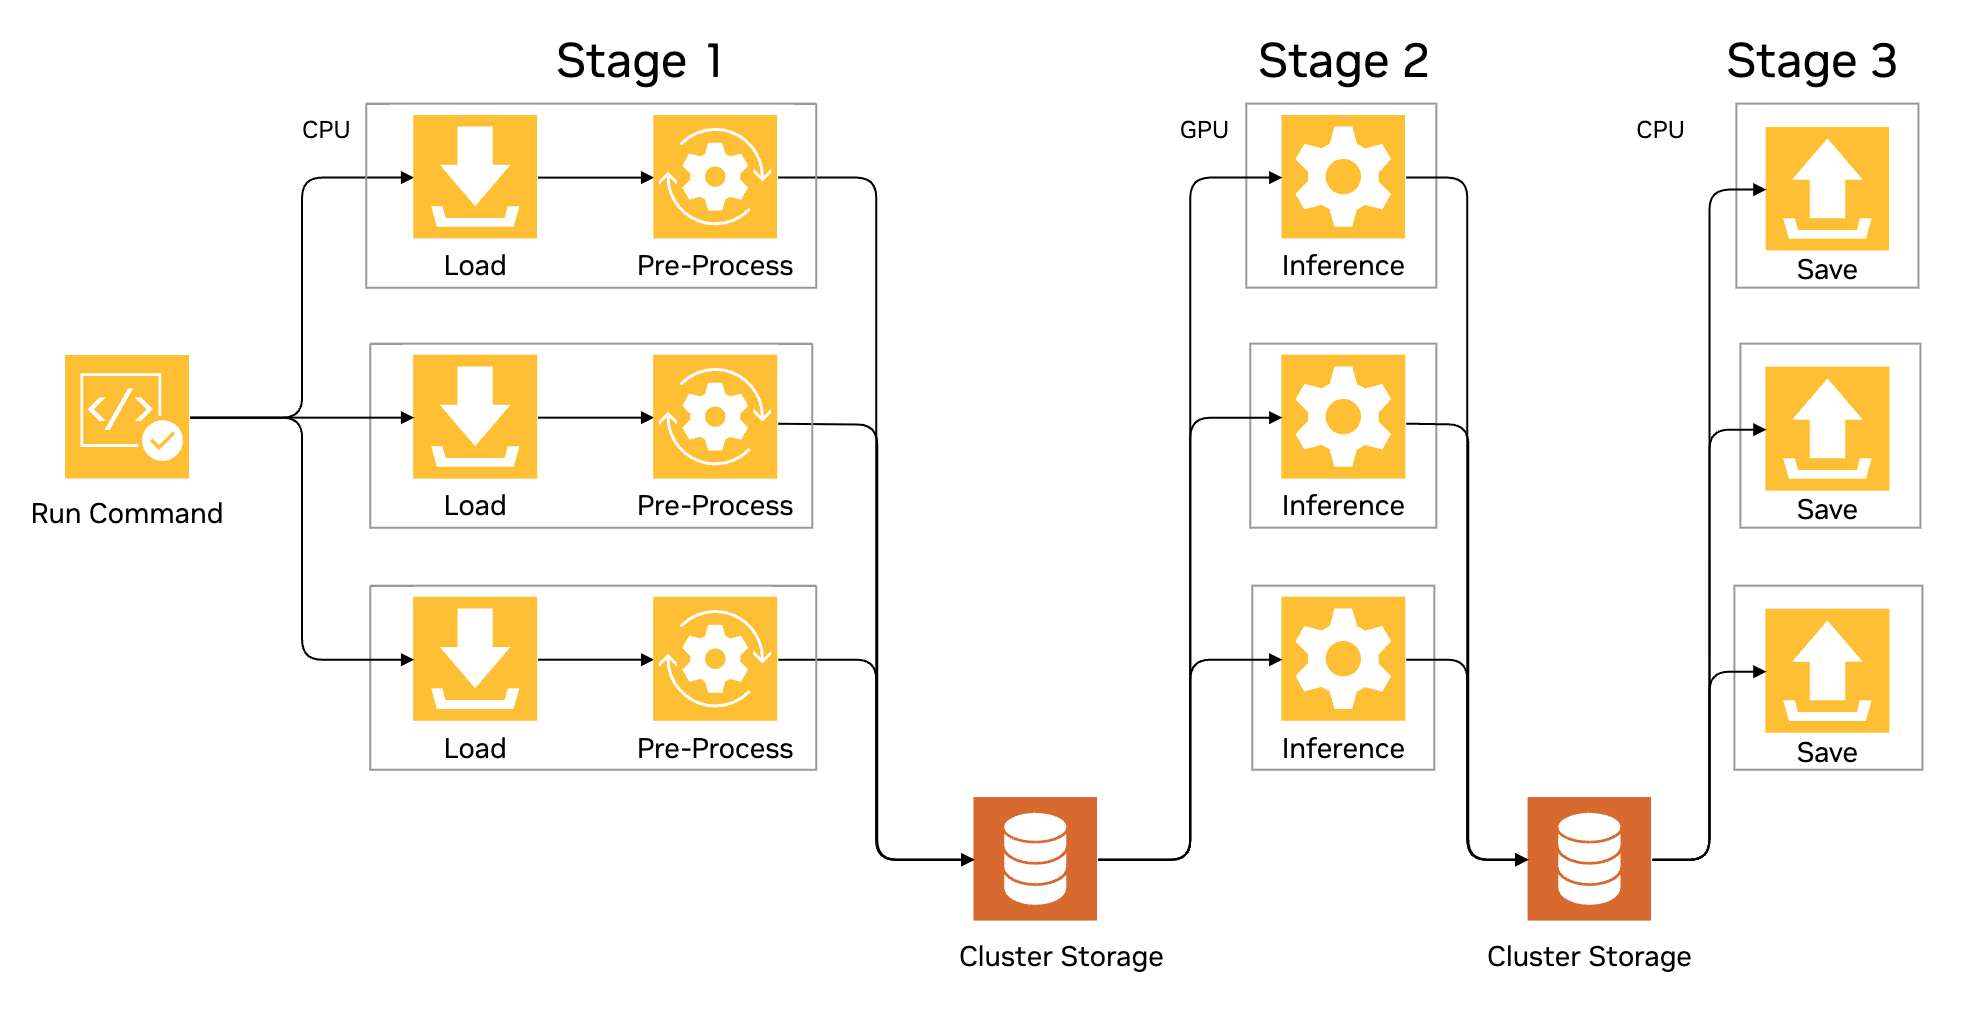 Stage 1
Stage 2
Stage 3
CPU
GPU
CPU
Load
Pre-Process
Inference
Save
Run Command
Load
Pre-Process
Inference
Save
Load
Pre-Process
Inference
Save
Cluster Storage
Cluster Storage